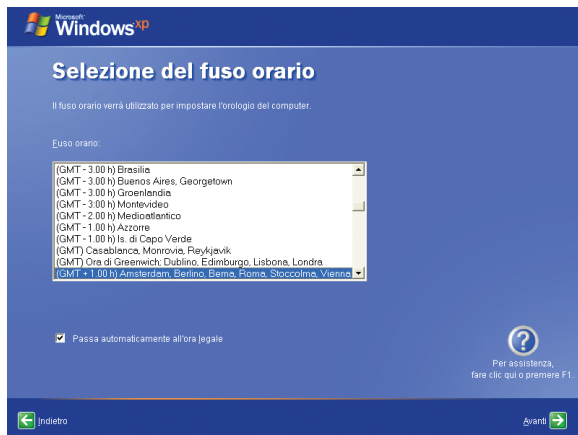 Microsoft
Windows xp
Selezione del fuso orario
Il fuso orario verrà utilizzato per impostare l'orologio del computer.
Fuso orario:
(GMT - 3.00 h) Brasilia
(GMT - 3.00 h) Buenos Aires, Georgetown
(GMT - 3.00 h) Groenlandia
(GMT - 3:00 h) Montevideo
(GMT - 2.00 h) Medioatlantico
(GMT - 1.00 h) Azzorre
(GMT - 1.00 h) Is. di Capo Verde
(GMT) Casablanca, Monrovia, Reykjavik
(GMT) Ora di Greenwich; Dublino, Edimburgo, Lisbona, Londra
(GMT + 1.00 h) Amsterdam, Berlino, Berna, Roma, Stoccolma, Vienna
Passa automaticamente all'ora legale
Per assistenza,
fare clic qui o premere F1.
Indietro
Avanti